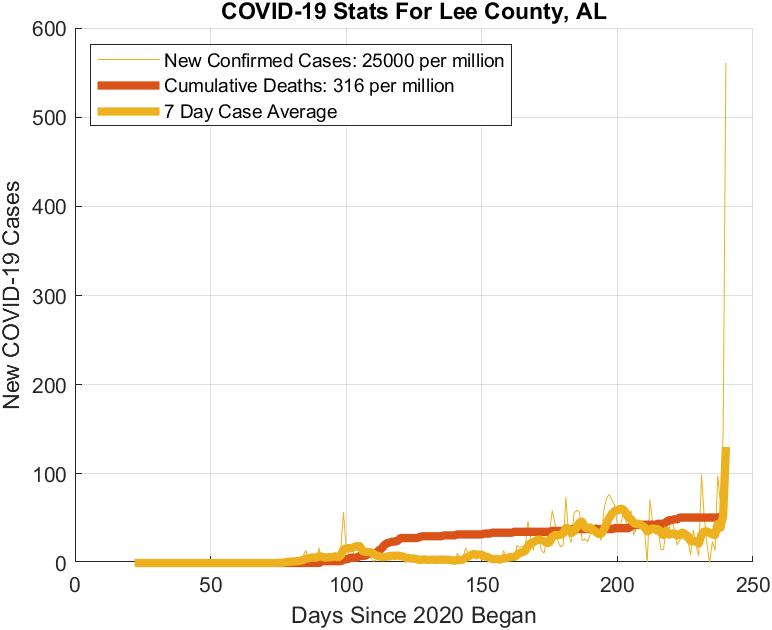 COVID-19 Stats For Lee County, AL
600
500
400
300
200
100
0
New COVID-19 Cases
New Confirmed Cases: 25000 per million
Cumulative Deaths: 316 per million
7 Day Case Average
0 50 100 150 200 250
Days Since 2020 Began